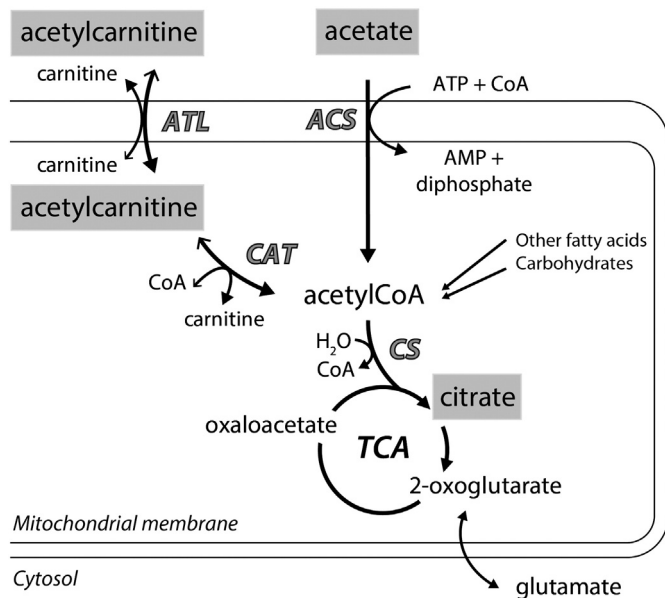 acetylcarnitine
acetate
carnitine
ATP + CoA
ATL
ACS
carnitine
AMP +
diphosphate
acetylcarnitine
Other fatty acids
Carbohydrates
CAT
CoA
carnitine
acetylCoA
H₂O
CS
CoA
citrate
oxaloacetate
TCA
2-oxoglutarate
Mitochondrial membrane
Cytosol
glutamate